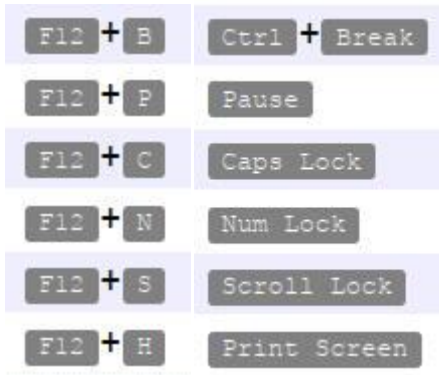 F12 + B Ctrl + Break
F12 + P Pause
F12 + C Caps Lock
F12 + N Num Lock
F12 + S Scroll Lock
F12 + H Print Screen